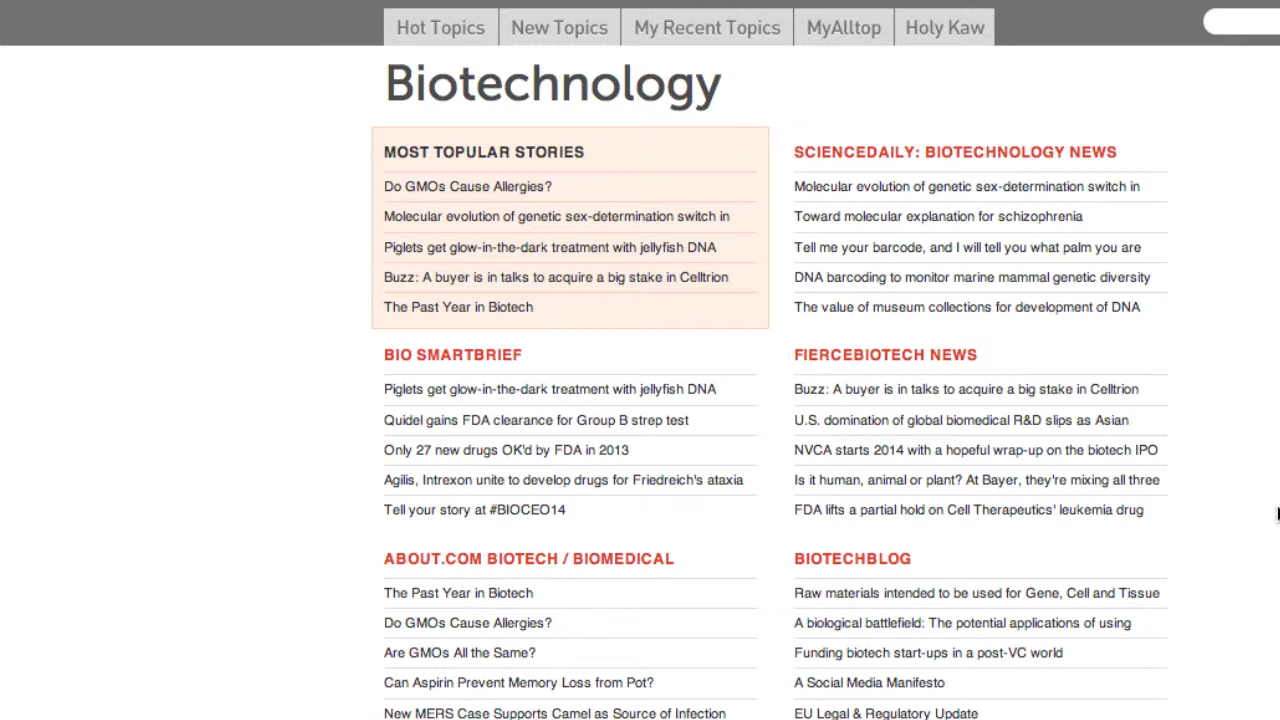 Hot Topics
New Topics
My Recent Topics
MyAlltop
Holy Kaw
Biotechnology
MOST TOPULAR STORIES
Do GMOs Cause Allergies?
Molecular evolution of genetic sex-determination switch in
Piglets get glow-in-the-dark treatment with jellyfish DNA
Buzz: A buyer is in talks to acquire a big stake in Celltrion
The Past Year in Biotech
SCIENCEDAILY: BIOTECHNOLOGY NEWS
Molecular evolution of genetic sex-determination switch in
Toward molecular explanation for schizophrenia
Tell me your barcode, and I will tell you what palm you are
DNA barcoding to monitor marine mammal genetic diversity
The value of museum collections for development of DNA
BIO SMARTBRIEF
Piglets get glow-in-the-dark treatment with jellyfish DNA
Quidel gains FDA clearance for Group B strep test
Only 27 new drugs OK'd by FDA in 2013
Agilis, Intrexon unite to develop drugs for Friedreich's ataxia
Tell your story at #BIOCEO14
FIERCEBIOTECH NEWS
Buzz: A buyer is in talks to acquire a big stake in Celltrion
U.S. domination of global biomedical R&D slips as Asian
NVCA starts 2014 with a hopeful wrap-up on the biotech IPO
Is it human, animal or plant? At Bayer, they're mixing all three
FDA lifts a partial hold on Cell Therapeutics' leukemia drug
ABOUT.COM BIOTECH / BIOMEDICAL
The Past Year in Biotech
Do GMOs Cause Allergies?
Are GMOs All the Same?
Can Aspirin Prevent Memory Loss from Pot?
New MERS Case Supports Camel as Source of Infection
BIOTECHBLOG
Raw materials intended to be used for Gene, Cell and Tissue
A biological battlefield: The potential applications of using
Funding biotech start-ups in a post-VC world
A Social Media Manifesto
EU Legal & Regulatory Update